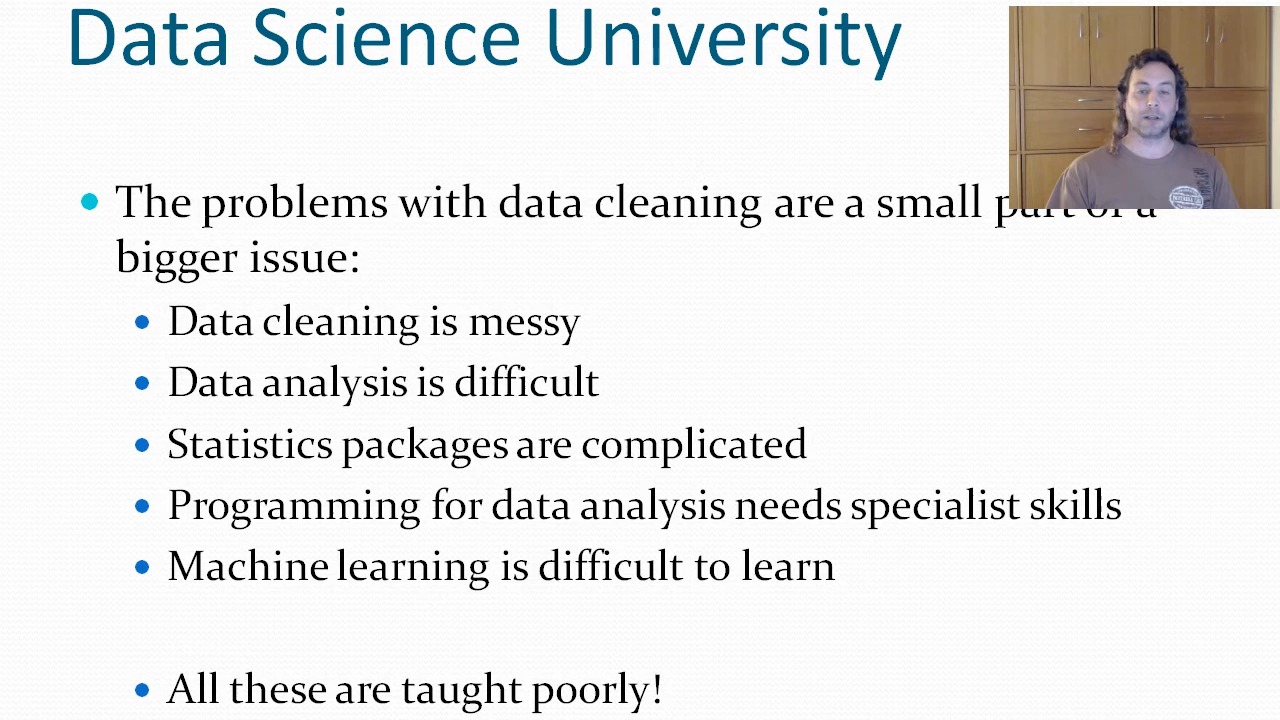 Data Science University
The problems with data cleaning are a small part of a
bigger issue:
Data cleaning is messy
Data analysis is difficult
Statistics packages are complicated
Programming for data analysis needs specialist skills
Machine learning is difficult to learn
All these are taught poorly!